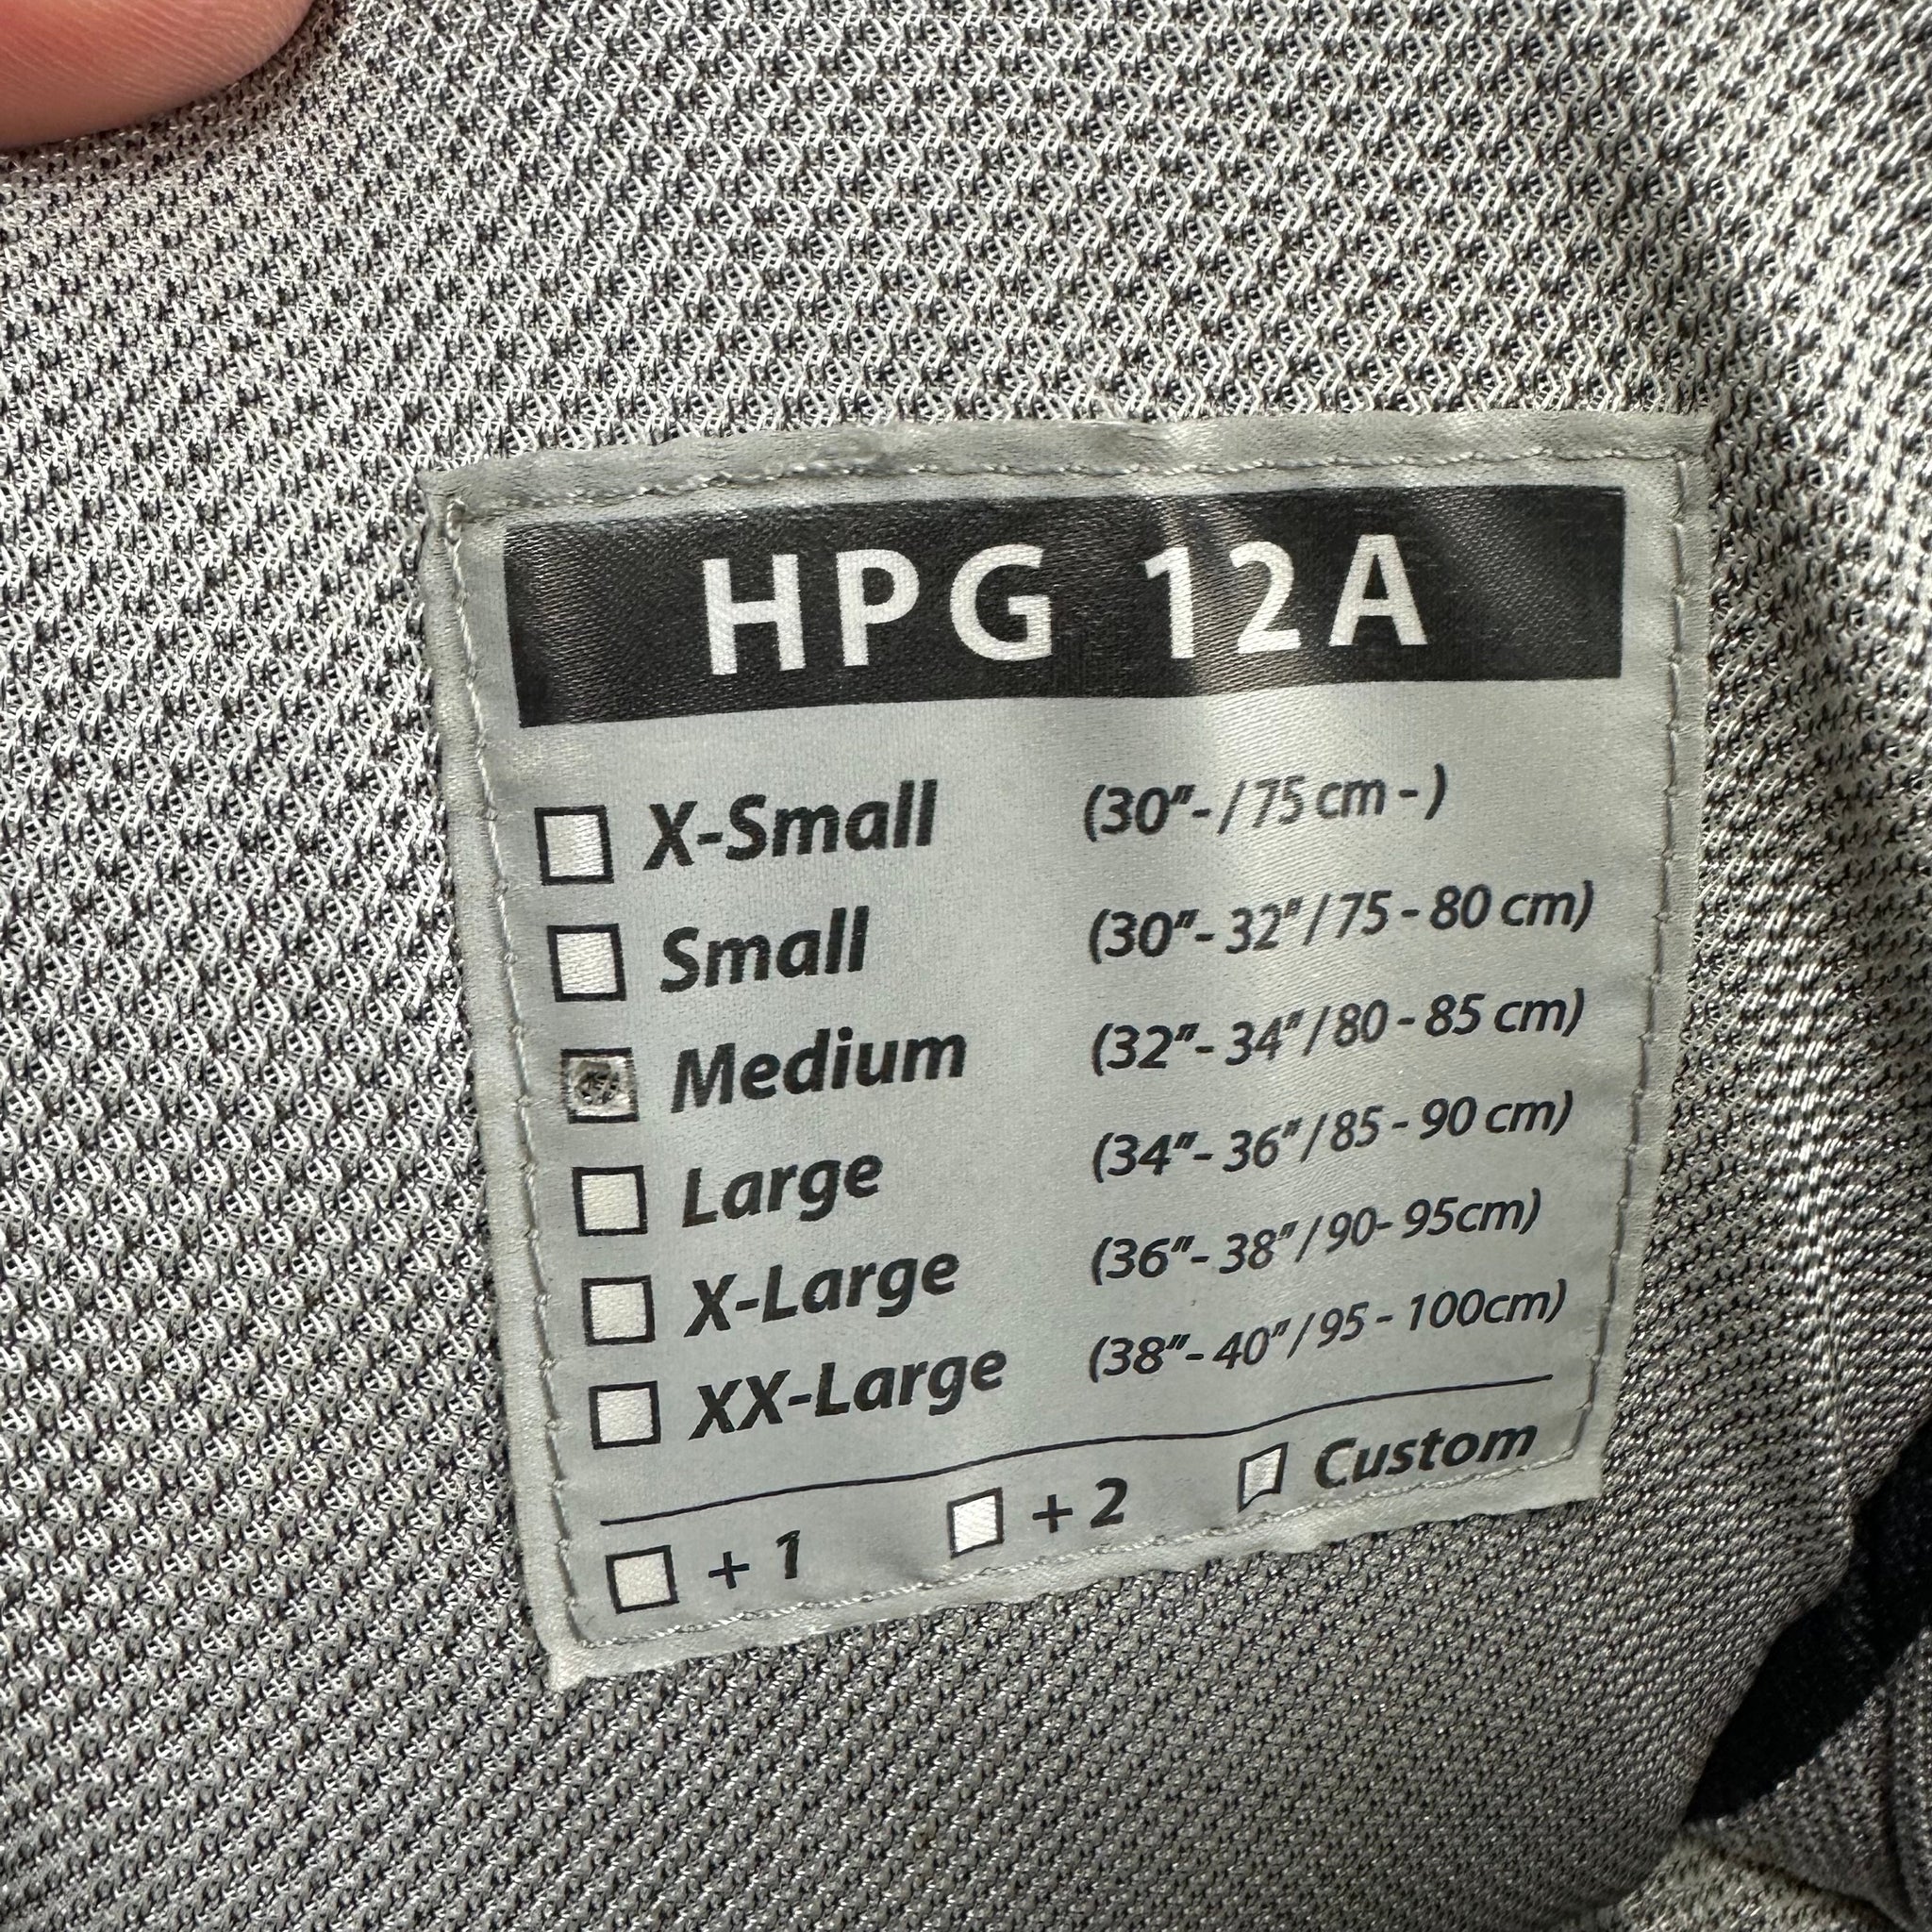 HPG 12A
X-Small (30"- / 75 cm - )
Small (30"- 32" / 75 - 80 cm)
Medium (32"- 34" / 80 - 85 cm)
Large (34"- 36" / 85 - 90 cm)
X-Large (36"- 38" / 90- 95cm)
XX-Large (38"- 40" / 95 - 100cm)
+ 1 + 2 Custom